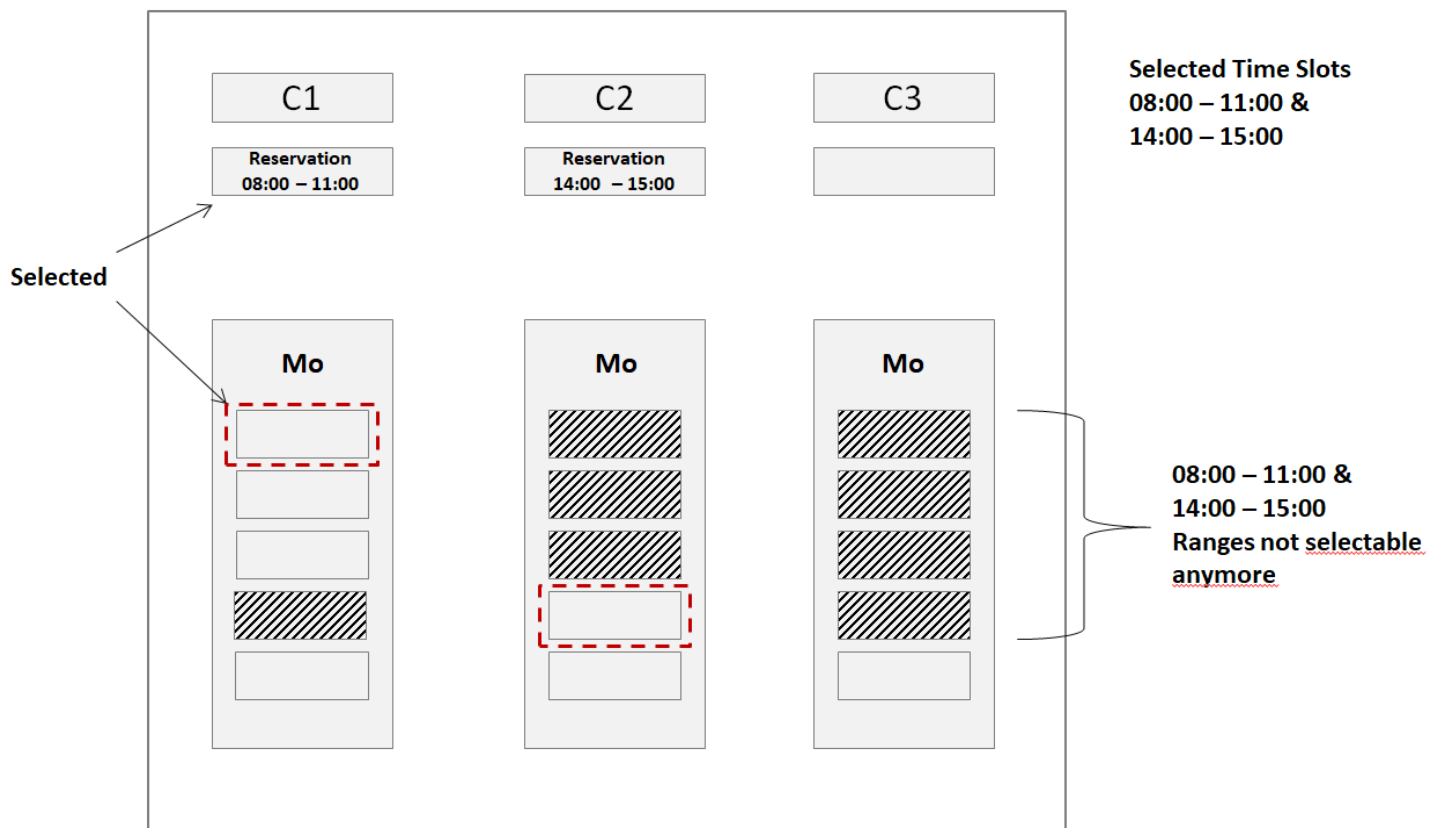 C1
C2
C3
Selected Time Slots
08:00 – 11:00 &
14:00 – 15:00
Reservation
08:00 – 11:00
Reservation
14:00 – 15:00
Selected
Mo
Mo
Mo
08:00 – 11:00 &
14:00 – 15:00
Ranges not selectable
anymore